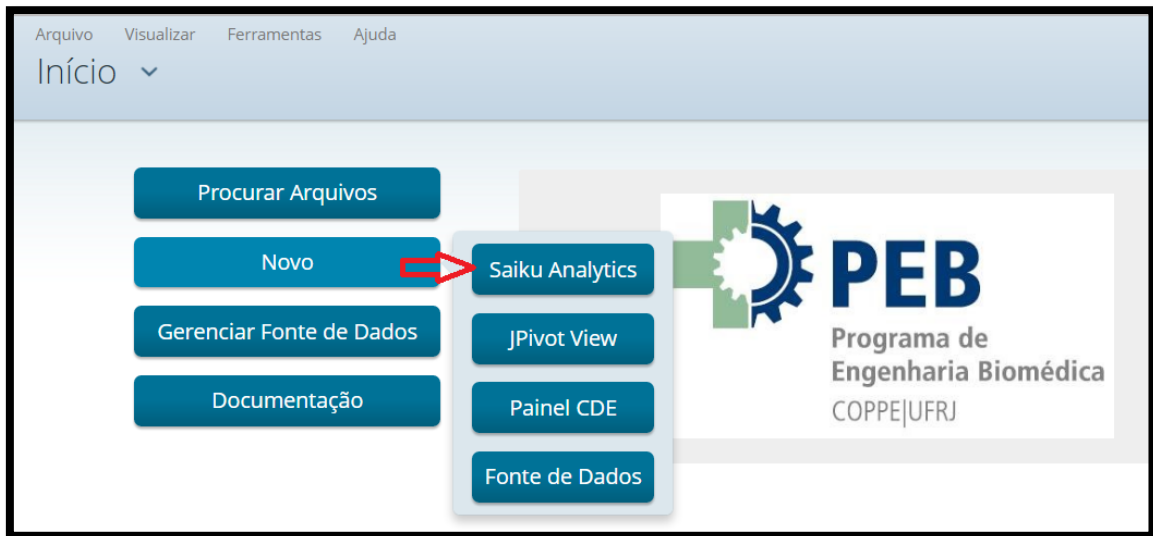 Arquivo Visualizar Ferramentas Ajuda
Início
Procurar Arquivos
Novo
Gerenciar Fonte de Dados
Documentação
Saiku Analytics
JPivot View
Painel CDE
Fonte de Dados
PEB
Programa de
Engenharia Biomédica
COPPE|UFRJ